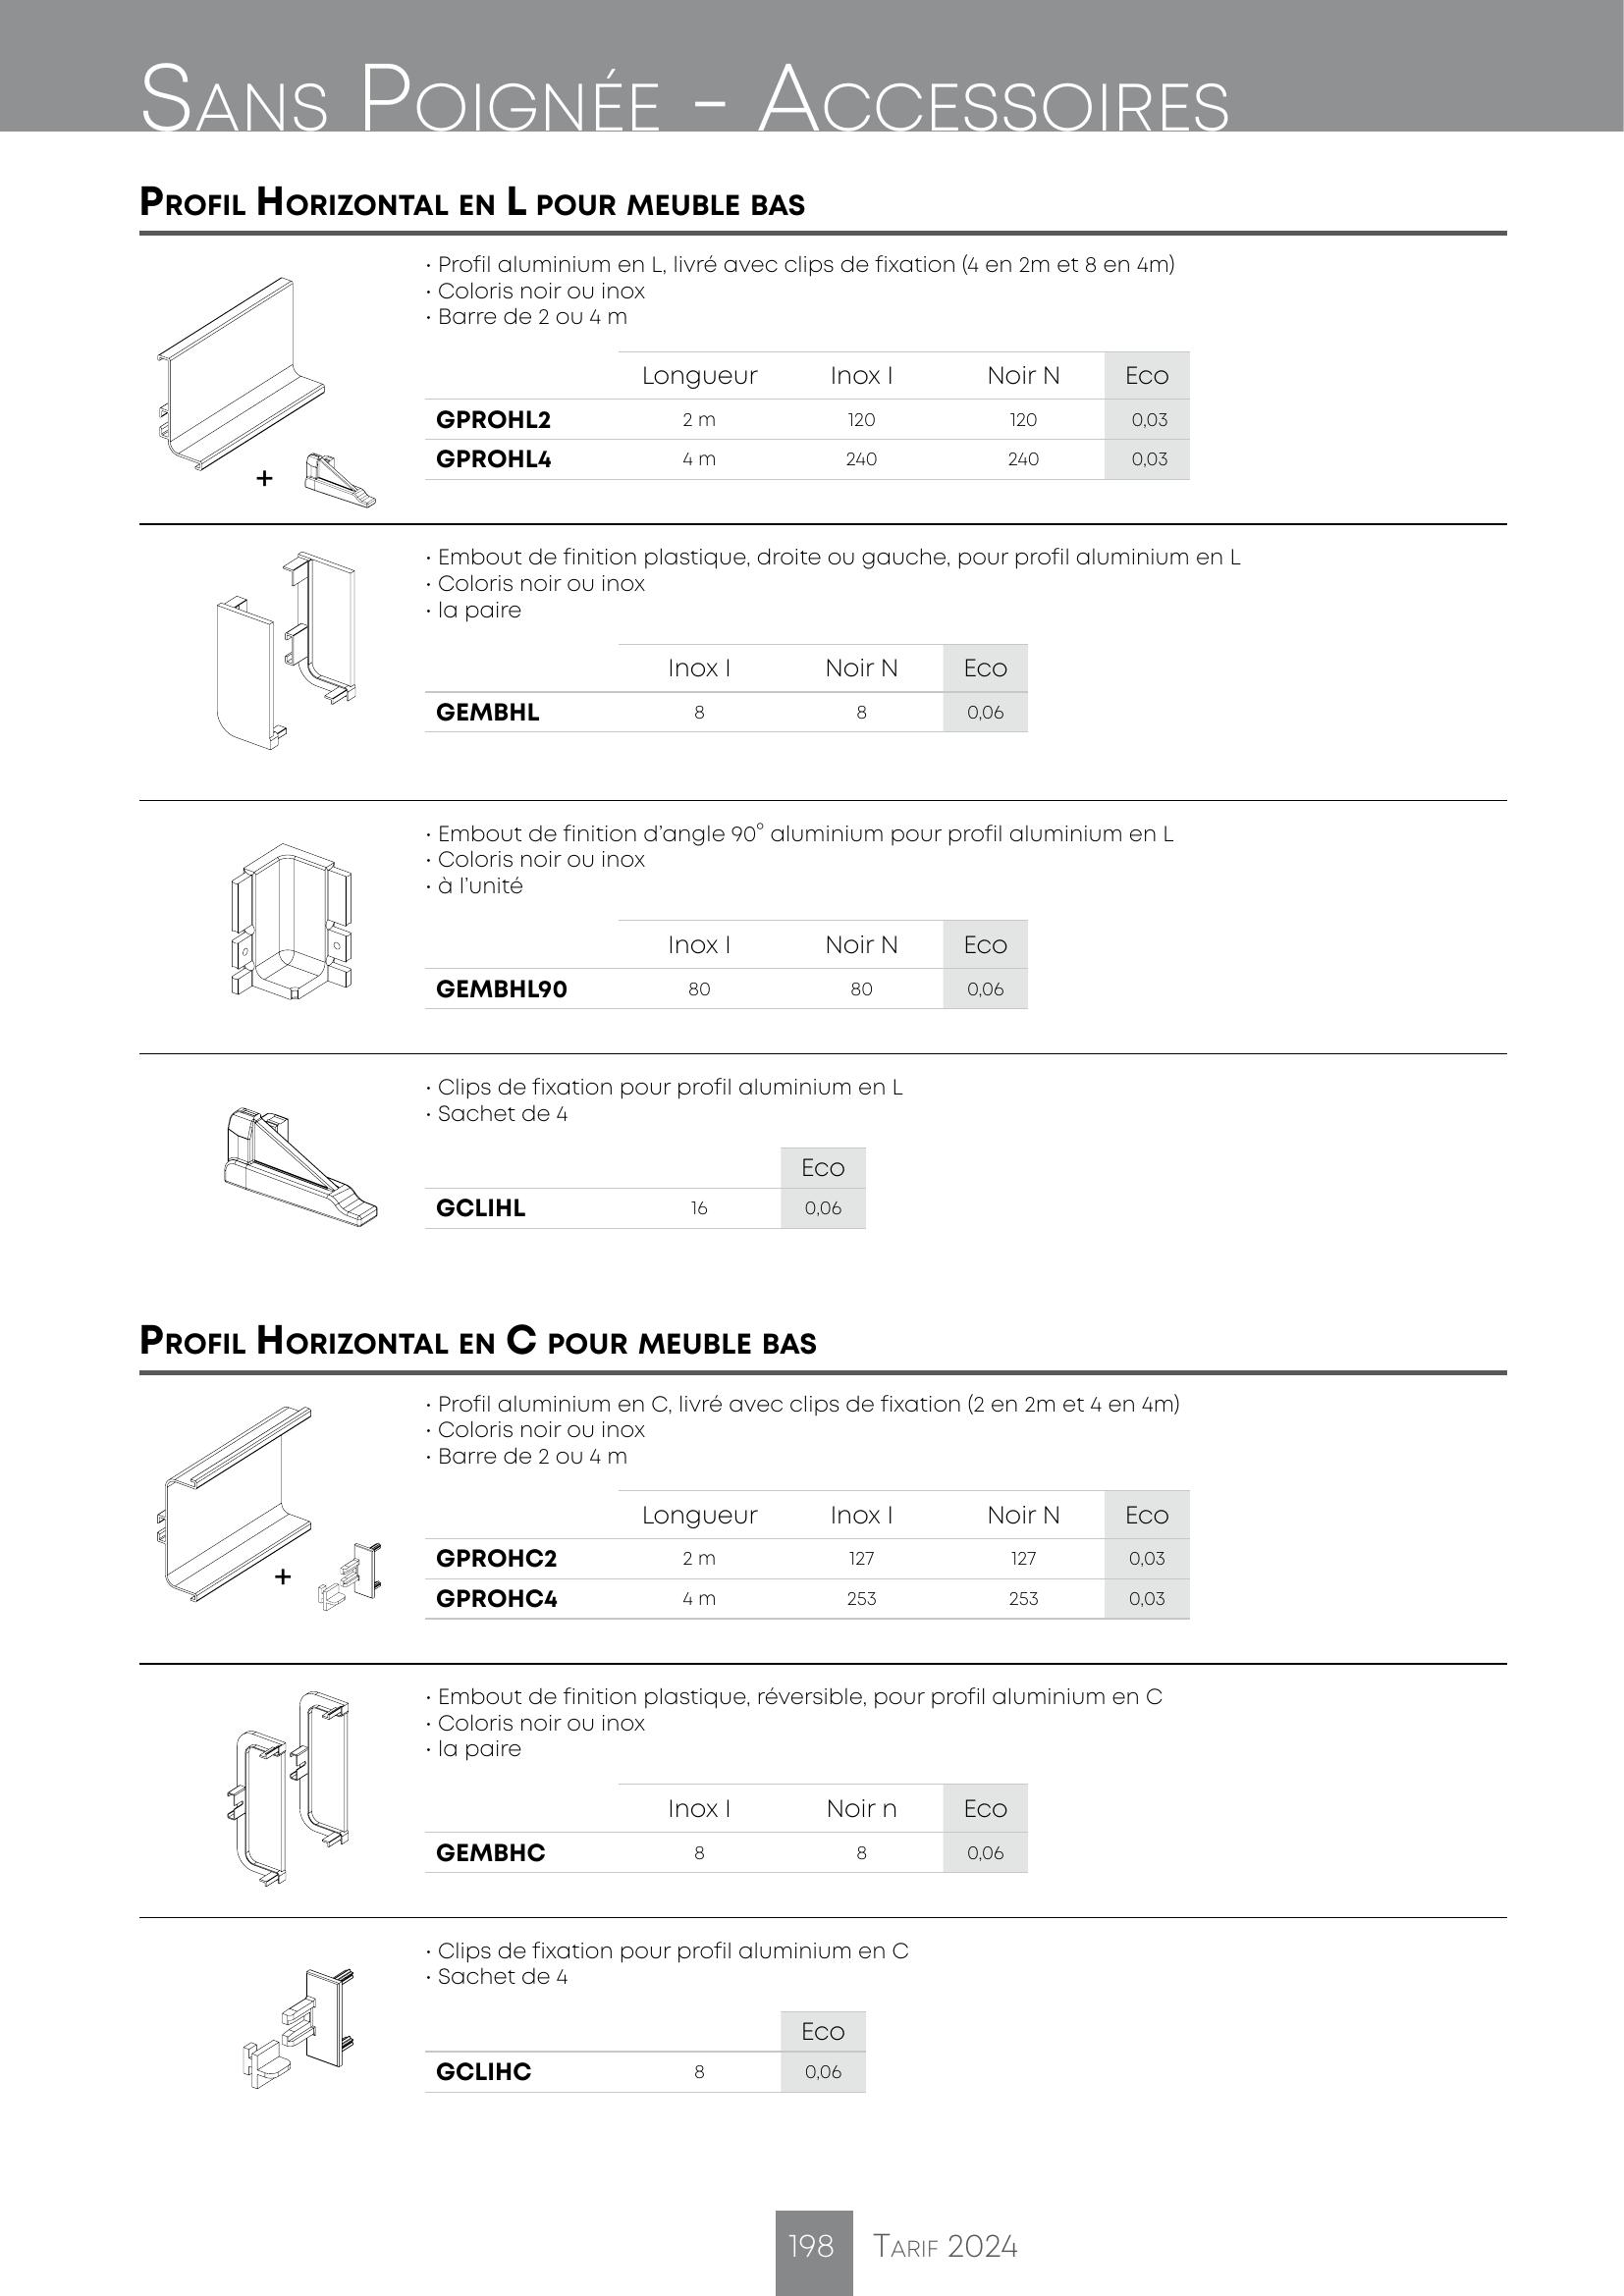 Sans Poignée - Accessoires
Profil Horizontal en L pour meuble bas
• Profil aluminium en L, livré avec clips de fixation (4 en 2m et 8 en 4m)
• Coloris noir ou inox
• Barre de 2 ou 4 m
Longueur Inox I Noir N Eco
GPROHL2 2 m 120 120 0,03
GPROHL4 4 m 240 240 0,03
+
• Embout de finition plastique, droite ou gauche, pour profil aluminium en L
• Coloris noir ou inox
• la paire
Inox I Noir N Eco
GEMBHL 8 8 0,06
• Embout de finition d'angle 90° aluminium pour profil aluminium en L
• Coloris noir ou inox
• à l'unité
Inox I Noir N Eco
GEMBHL90 80 80 0,06
• Clips de fixation pour profil aluminium en L
• Sachet de 4
Eco
GCLIHL 16 0,06
Profil Horizontal en C pour meuble bas
• Profil aluminium en C, livré avec clips de fixation (2 en 2m et 4 en 4m)
• Coloris noir ou inox
• Barre de 2 ou 4 m
Longueur Inox I Noir N Eco
GPROHC2 2 m 127 127 0,03
+
GPROHC4 4 m 253 253 0,03
• Embout de finition plastique, réversible, pour profil aluminium en C
• Coloris noir ou inox
• la paire
Inox I Noir n Eco
GEMBHC 8 8 0,06
• Clips de fixation pour profil aluminium en C
• Sachet de 4
Eco
GCLIHC 8 0,06
198 Tarif 2024